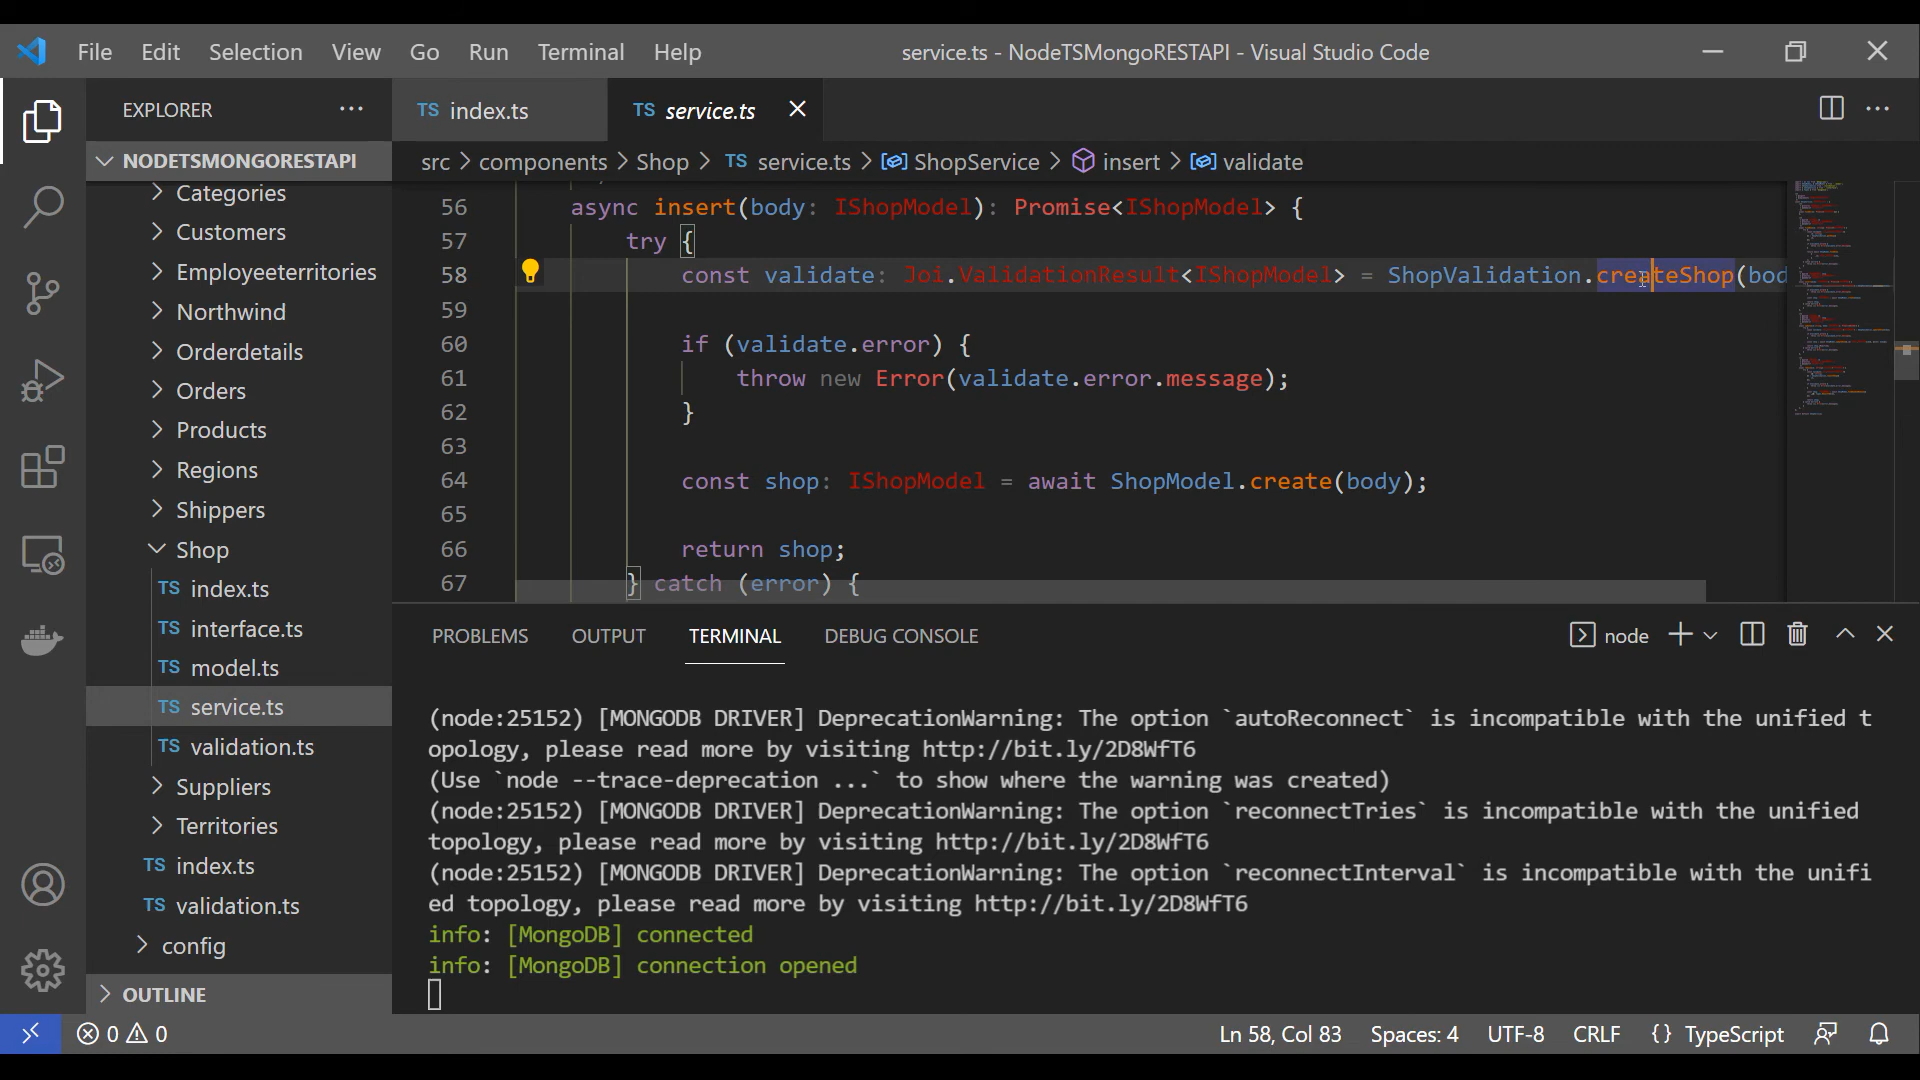 File Edit Selection View Go Run Terminal Help service.ts - NodeTSMongoRESTAPI - Visual Studio Code
EXPLORER ···
TS index.ts TS service.ts
NODETSMONGORESTAPI
src > components > Shop > TS service.ts > ShopService > insert > validate
Categories
Customers
Employeeterritories
Northwind
Orderdetails
Orders
Products
Regions
Shippers
Shop
TS index.ts
TS interface.ts
TS model.ts
TS service.ts
TS validation.ts
Suppliers
Territories
TS index.ts
TS validation.ts
config
OUTLINE
56 async insert(body: IShopModel): Promise<IShopModel> {
57 try {
58 const validate: Joi.ValidationResult<IShopModel> = ShopValidation.createShop(bod
59
60 if (validate.error) {
61 throw new Error(validate.error.message);
62 }
63
64 const shop: IShopModel = await ShopModel.create(body);
65
66 return shop;
67 } catch (error) {
PROBLEMS OUTPUT TERMINAL DEBUG CONSOLE node
(node:25152) [MONGODB DRIVER] DeprecationWarning: The option `autoReconnect` is incompatible with the unified t
opology, please read more by visiting http://bit.ly/2D8WfT6
(Use `node --trace-deprecation ...` to show where the warning was created)
(node:25152) [MONGODB DRIVER] DeprecationWarning: The option `reconnectTries` is incompatible with the unified
topology, please read more by visiting http://bit.ly/2D8WfT6
(node:25152) [MONGODB DRIVER] DeprecationWarning: The option `reconnectInterval` is incompatible with the unifi
ed topology, please read more by visiting http://bit.ly/2D8WfT6
info: [MongoDB] connected
info: [MongoDB] connection opened
0 0 Ln 58, Col 83 Spaces: 4 UTF-8 CRLF {} TypeScript